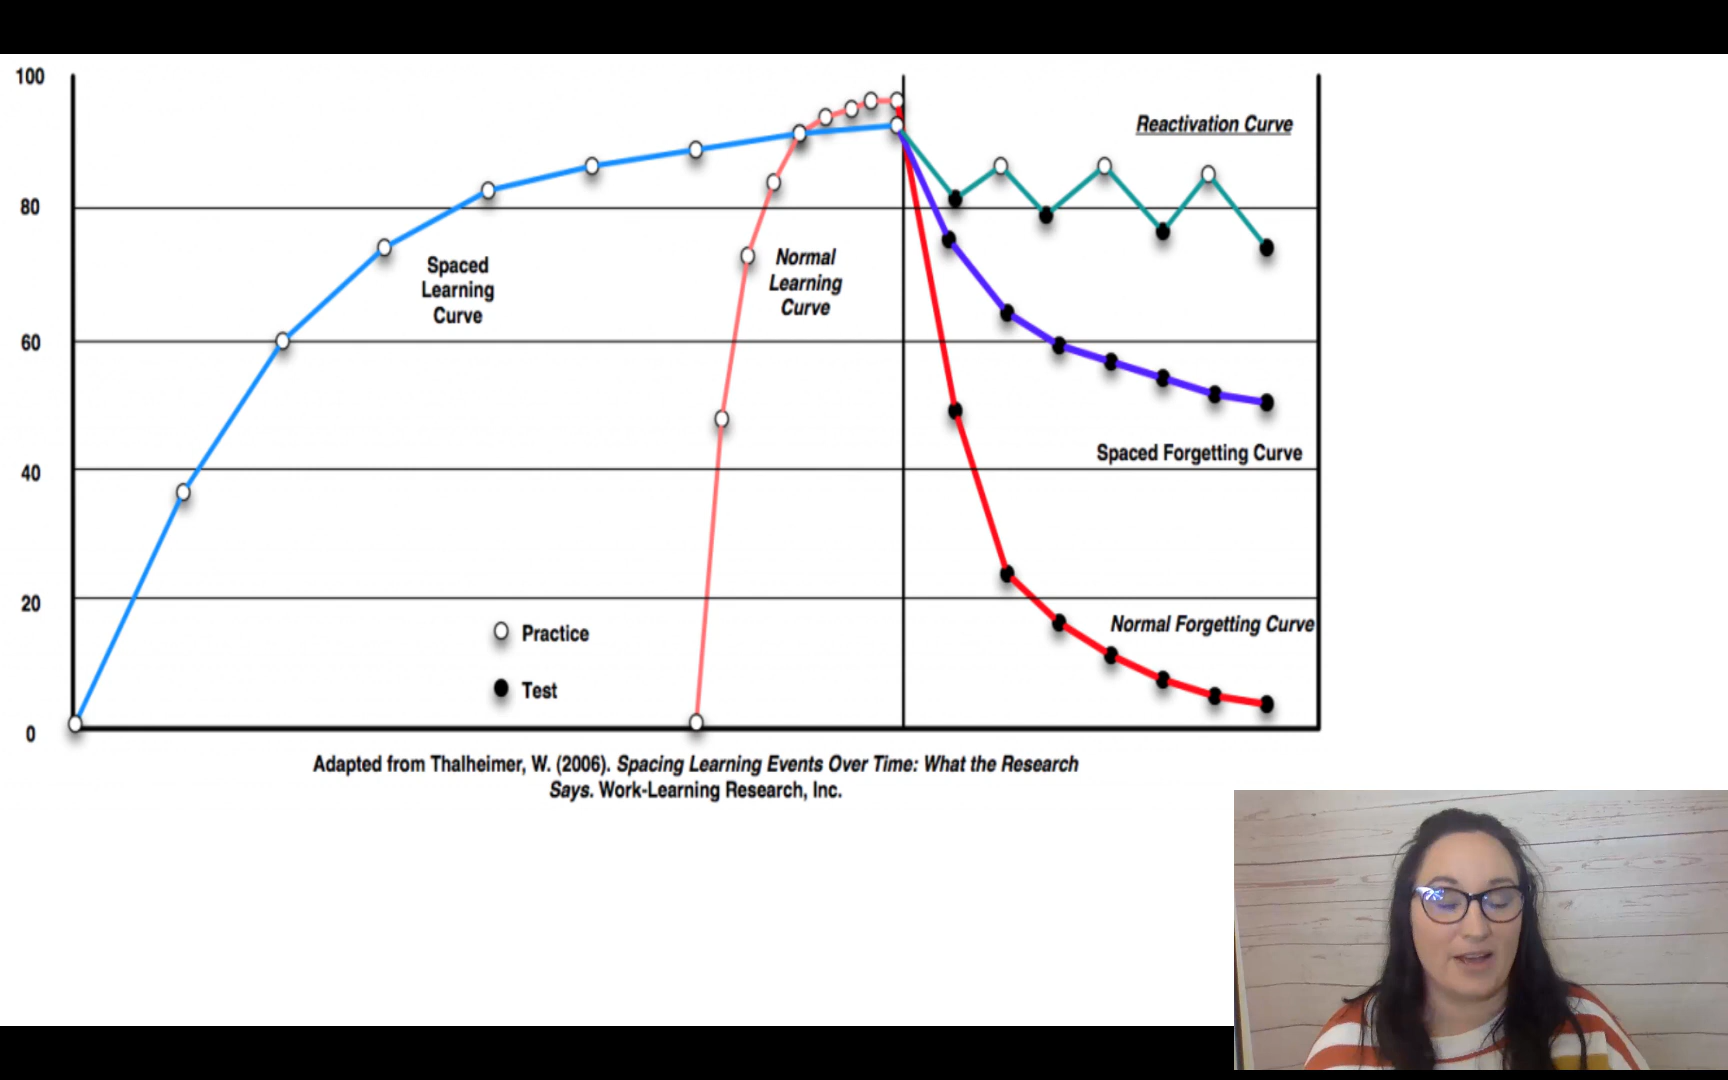 100
80
60
40
20
0
Spaced
Learning
Curve
Normal
Learning
Curve
Reactivation Curve
Spaced Forgetting Curve
Normal Forgetting Curve
Practice
Test
Adapted from Thalheimer, W. (2006). Spacing Learning Events Over Time: What the Research
Says. Work-Learning Research, Inc.